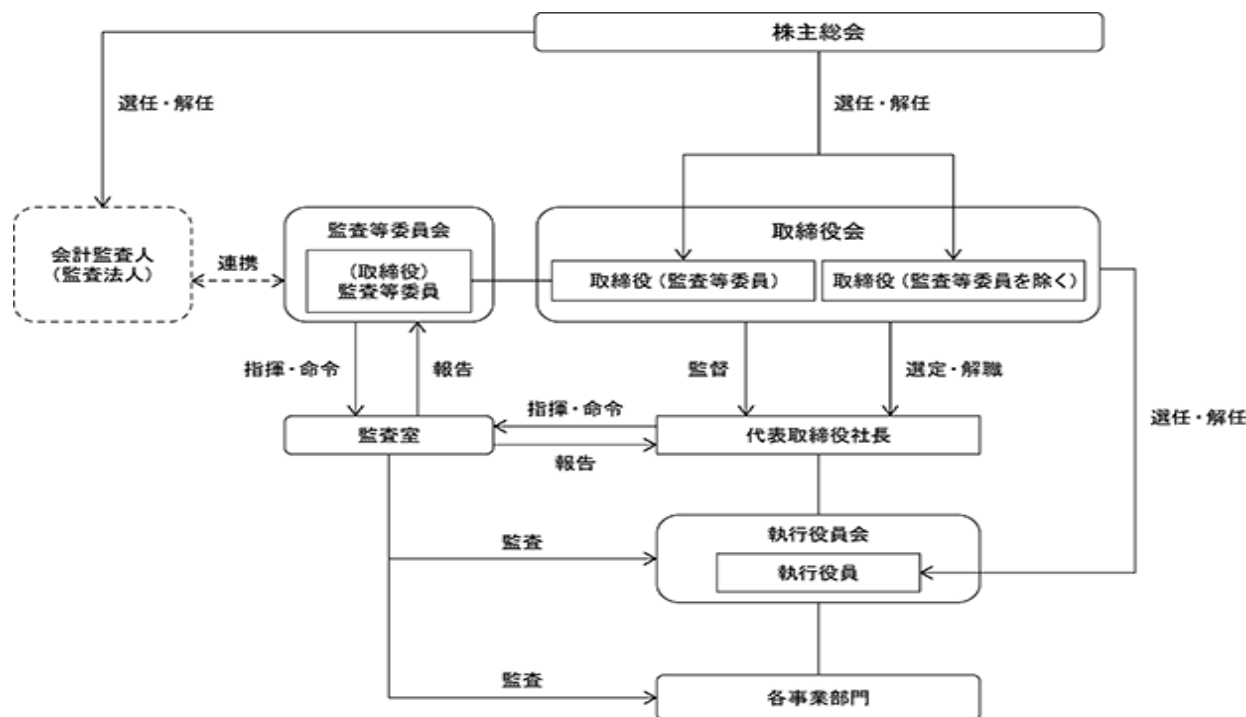 株主総会
選任・解任
選任・解任
監査等委員会
取締役会
会計監査人
(監査法人)
連携
(取締役)
監査等委員
取締役(監査等委員)
取締役(監査等委員を除く)
指揮・命令
報告
監督
選定・解職
選任・解任
指揮・命令
監査室
代表取締役社長
報告
執行役員会
監査
執行役員
監査
各事業部門